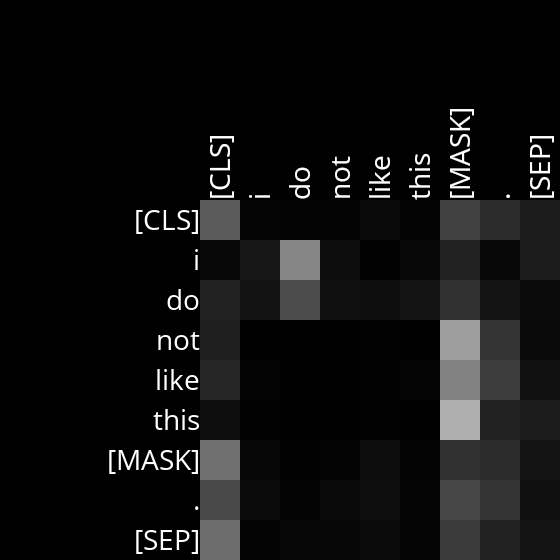 [CLS] i do not like this [MASK] . [SEP]
[CLS]
i
do
not
like
this
[MASK]
.
[SEP]